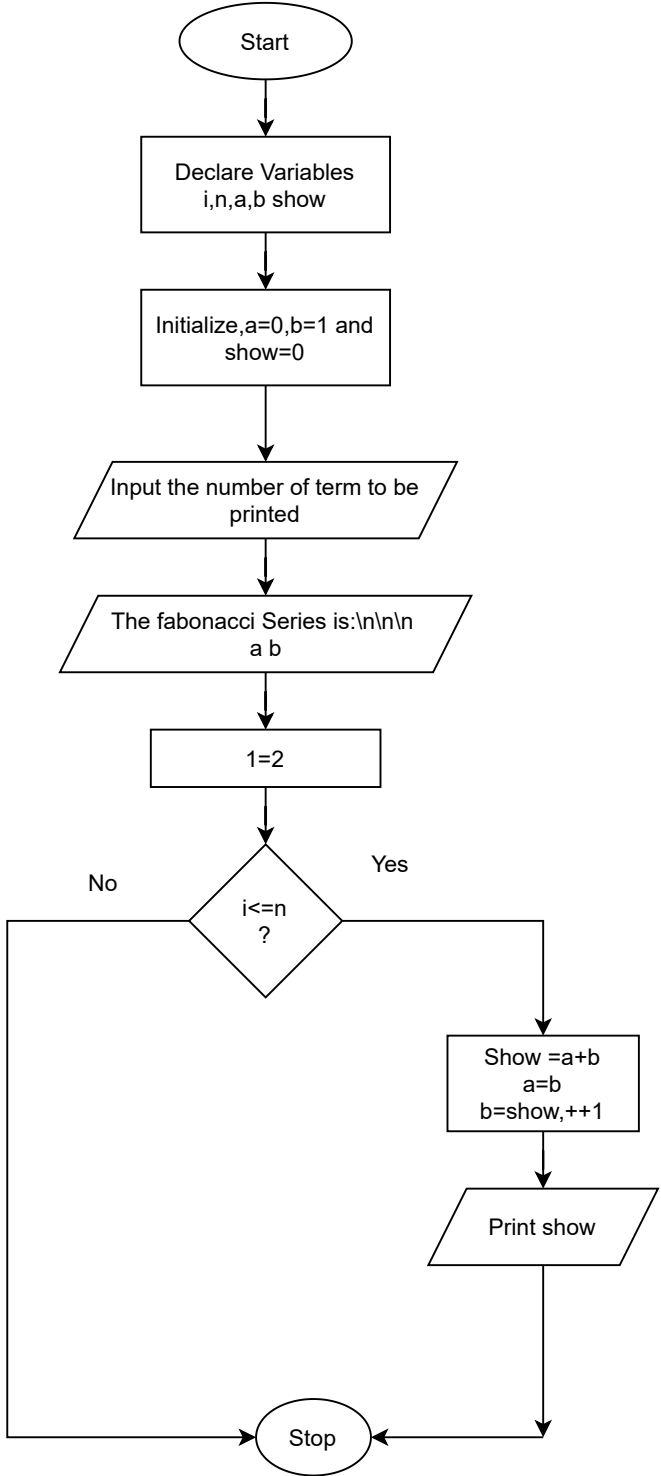 Start
Declare Variables
i,n,a,b show
Initialize,a=0,b=1 and
show=0
Input the number of term to be
printed
The fabonacci Series is:\n\n\n
a b
1=2
No
Yes
i<=n
?
Show =a+b
a=b
b=show,++1
Print show
Stop